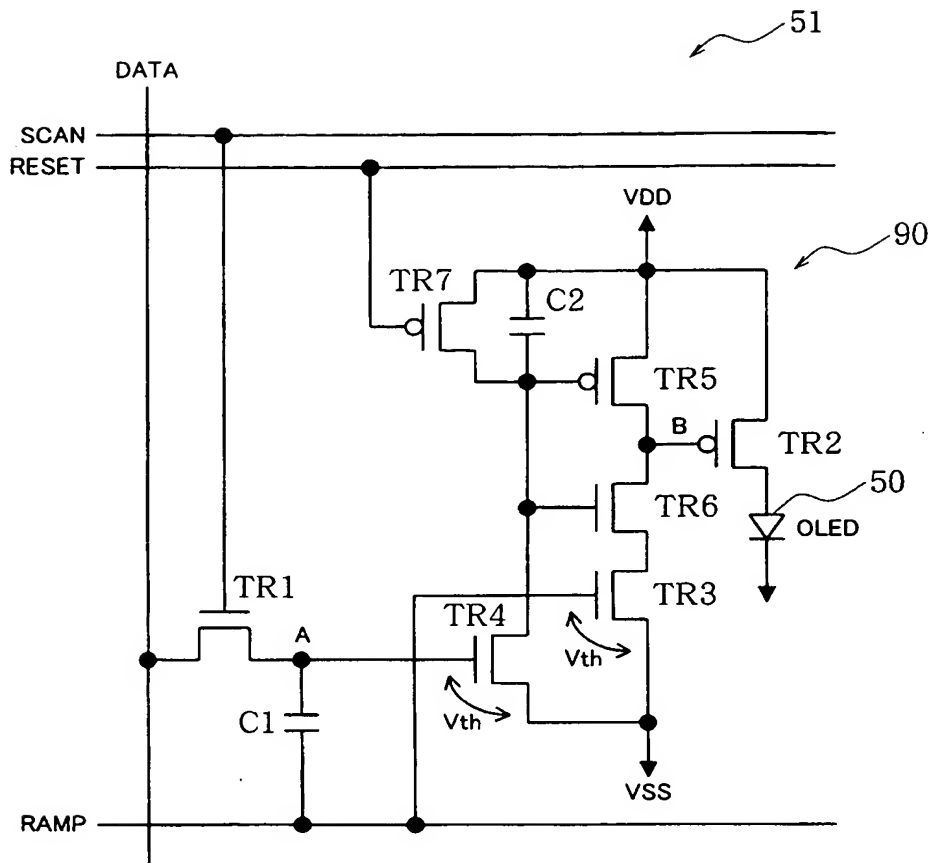 51
DATA
SCAN
RESET
VDD
90
TR7
C2
TR5
B
TR2
50
TR6
OLED
TR1
TR3
TR4
A
Vth
C1
Vth
VSS
RAMP